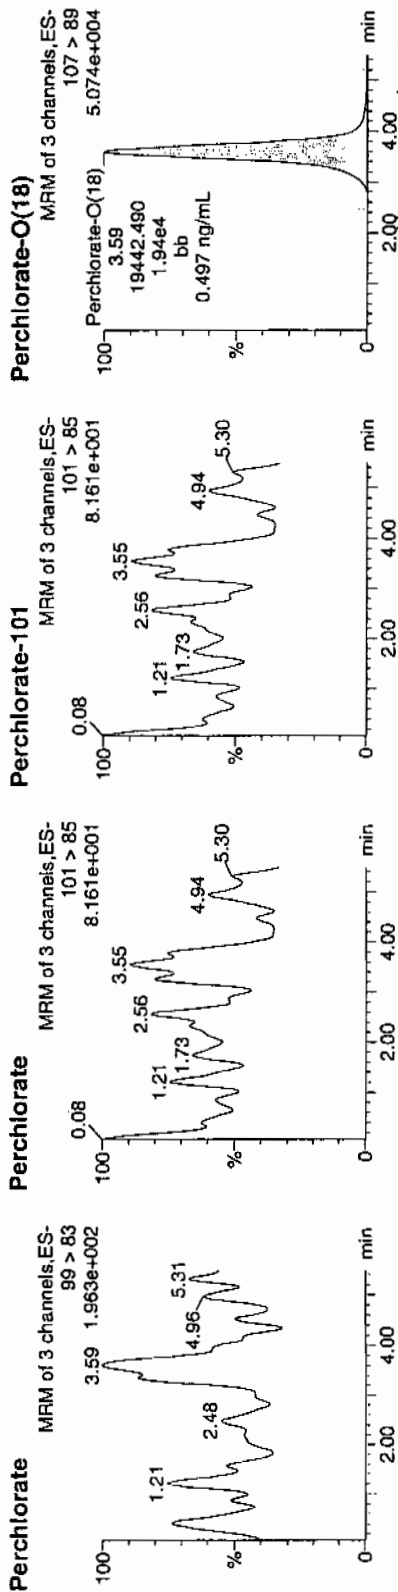 Perchlorate
MRM of 3 channels,ES-
99 > 83
1.963e+002
100
%
0
1.21
2.48
3.59
4.96
5.31
2.00
4.00
min
Perchlorate
MRM of 3 channels,ES-
101 > 85
8.161e+001
100
%
0
0.08
1.21
1.73
2.56
3.55
4.94
5.30
2.00
4.00
min
Perchlorate-101
MRM of 3 channels,ES-
101 > 85
8.161e+001
100
%
0
0.08
1.21
1.73
2.56
3.55
4.94
5.30
2.00
4.00
min
Perchlorate-O(18)
MRM of 3 channels,ES-
107 > 89
5.074e+004
100
%
0
Perchlorate-O(18)
3.59
19442.490
1.94e4
bb
0.497 ng/mL
2.00
4.00
min